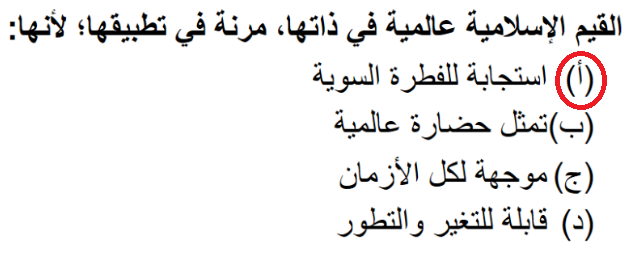 القيم الإسلامية عالمية في ذاتها، مرنة في تطبيقها؛ لأنها:
(أ) استجابة للفطرة السوية
(ب) تمثل حضارة عالمية
(ج) موجهة لكل الأزمان
(د) قابلة للتغير والتطور